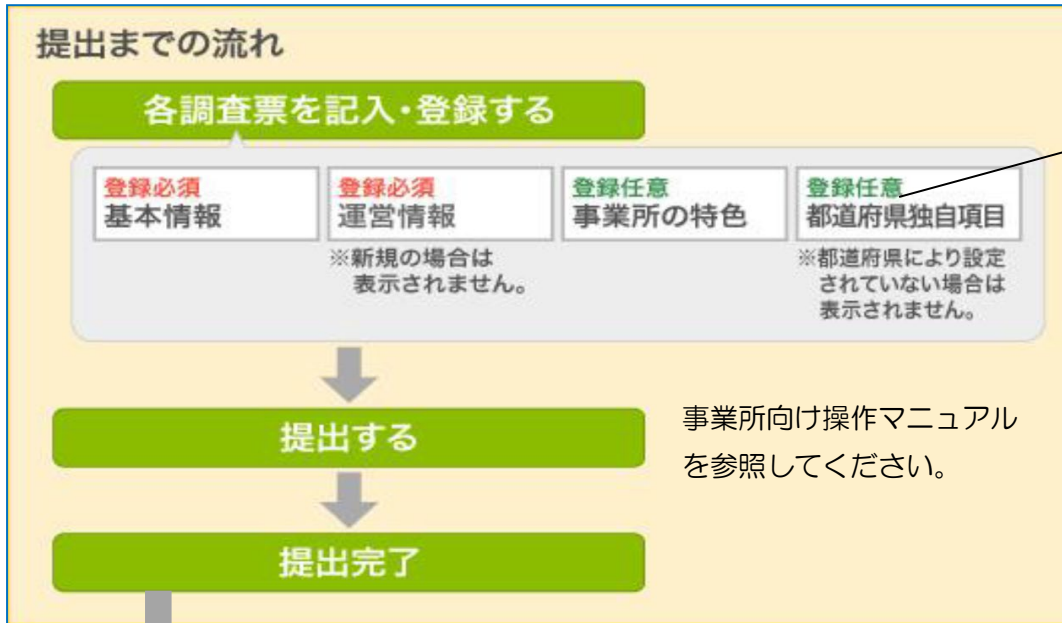 提出までの流れ
各調査票を記入・登録する
登録必須
基本情報
登録必須
運営情報
※新規の場合は
表示されません。
登録任意
事業所の特色
登録任意
都道府県独自項目
※都道府県により設定
されていない場合は
表示されません。
提出する
事業所向け操作マニュアル
を参照してください。
提出完了